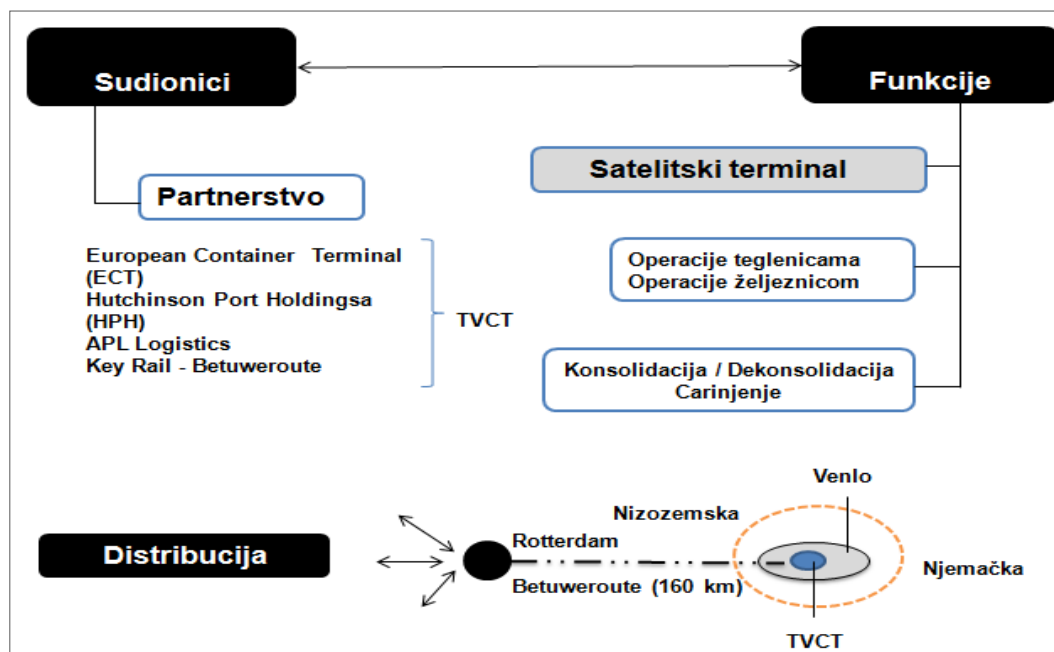 Sudionici
Funkcije
Partnerstvo
European Container Terminal
(ECT)
Hutchinson Port Holdingsa
(HPH)
APL Logistics
Key Rail - Betuweroute
TVCT
Satelitski terminal
Operacije teglenicama
Operacije željeznicom
Konsolidacija / Dekonsolidacija
Carinjenje
Distribucija
Rotterdam
Betuweroute (160 km)
Nizozemska
Venlo
Njemačka
TVCT